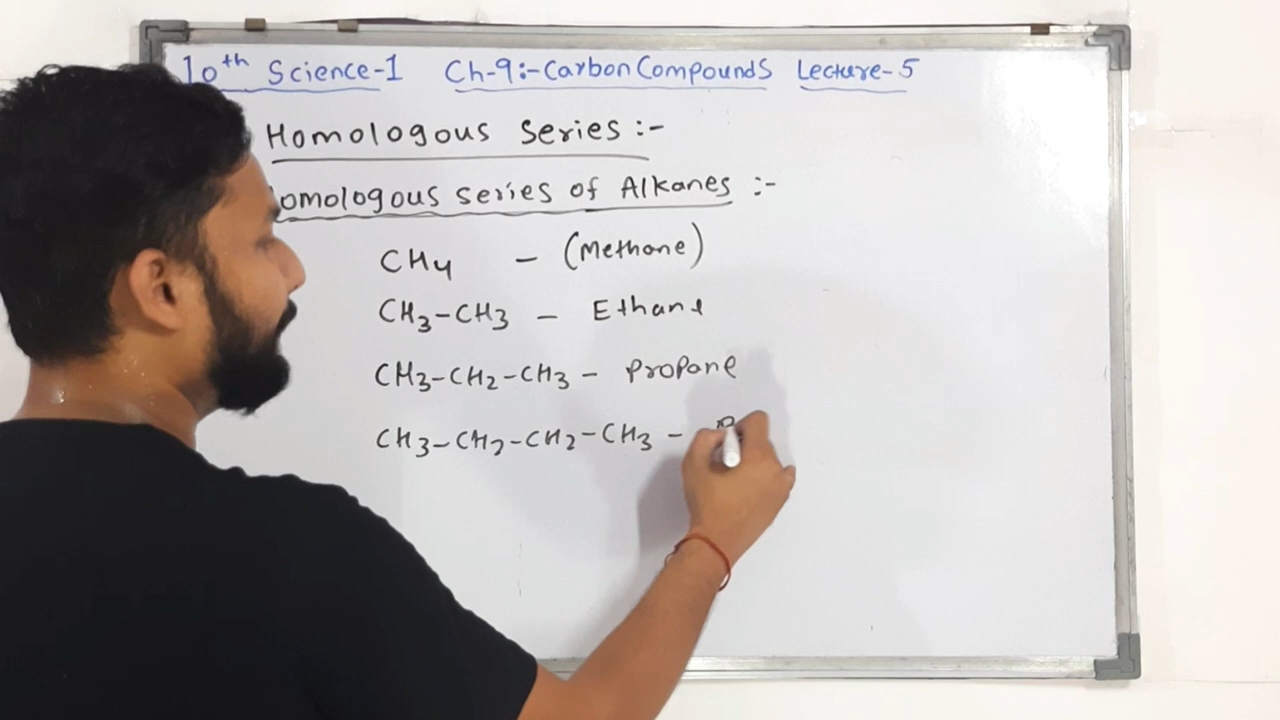 10th Science-1 Ch-9:- Carbon Compounds Lecture-5
Homologous Series :-
omologous series of Alkanes :-
CH4 - (Methane)
CH3-CH3 - Ethane
CH3-CH2-CH3 - Propane
CH3-CH2-CH2-CH3 -